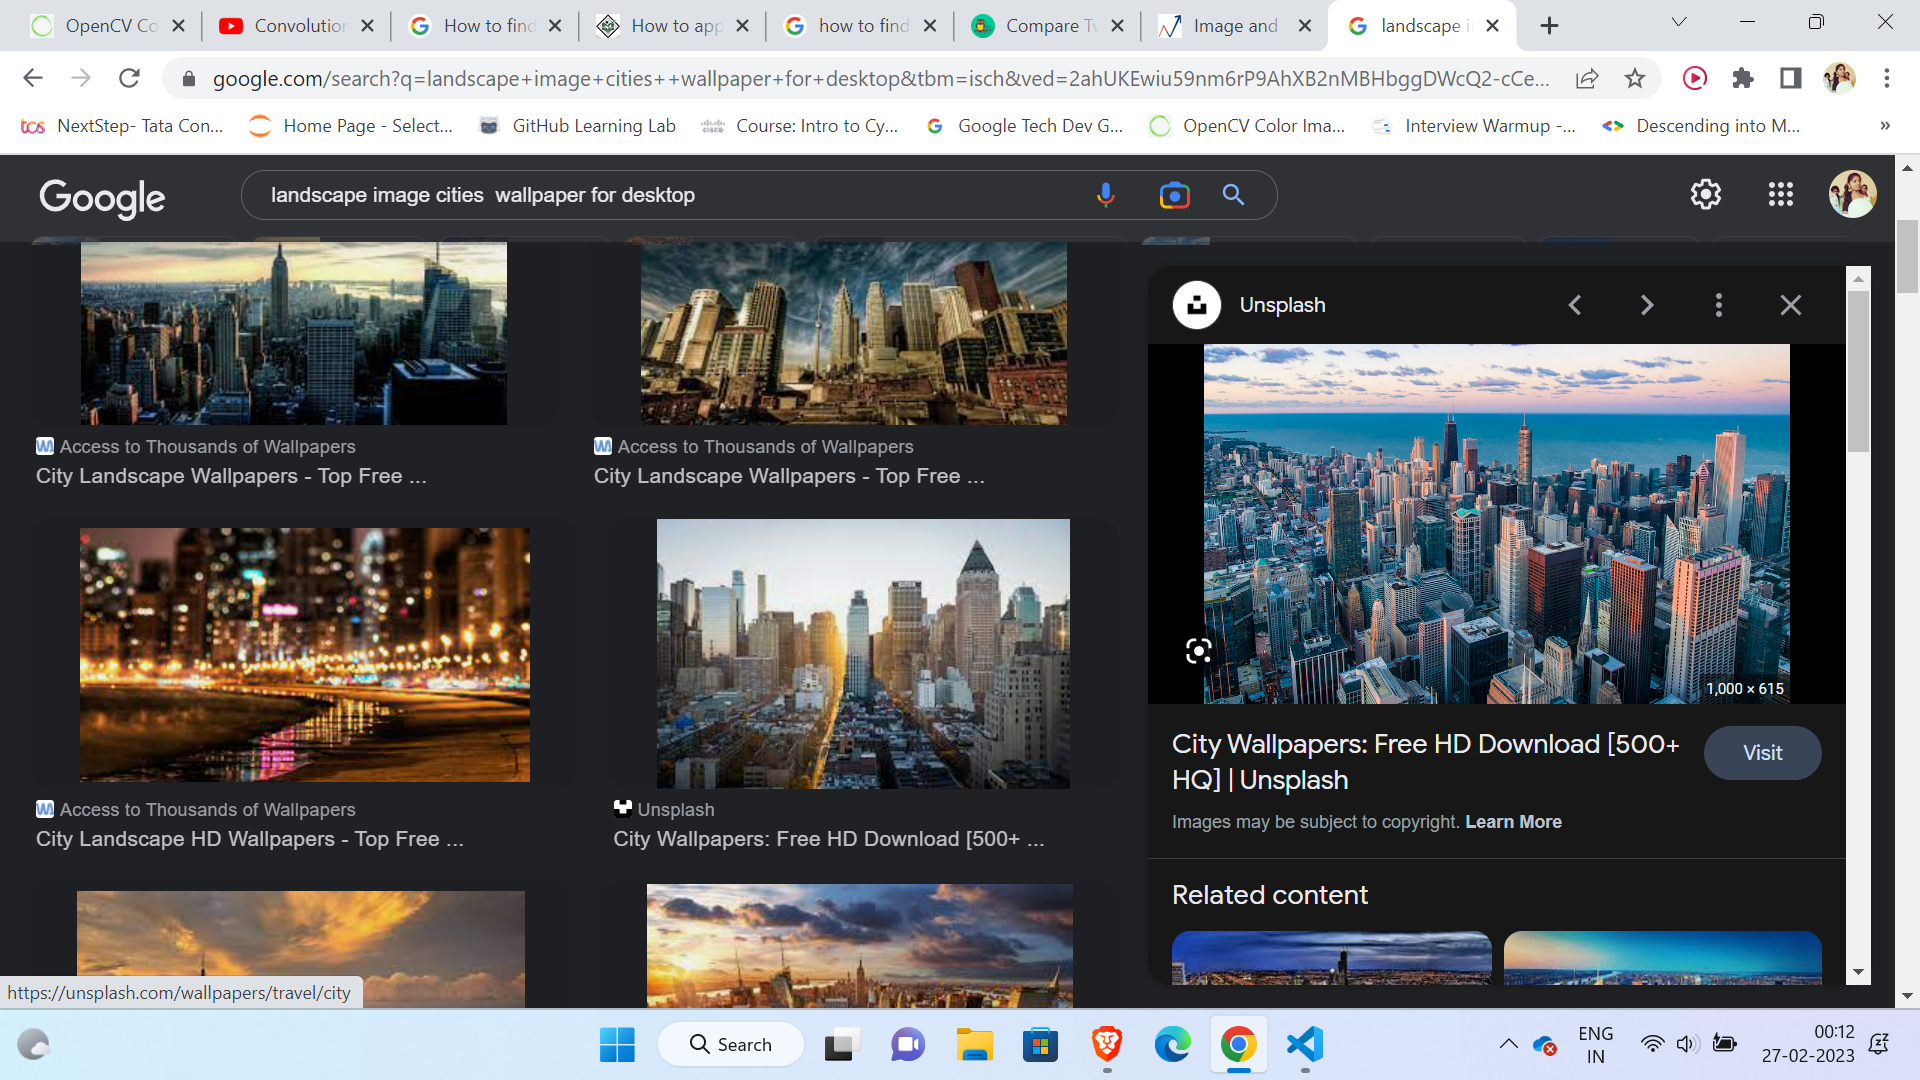 OpenCV Co
Convolution
How to find
How to app
how to find
Compare Tw
Image and
landscape i
google.com/search?q=landscape+image+cities++wallpaper+for+desktop&tbm=isch&ved=2ahUKEwiu59nm6rP9AhXB2nMBHbggDWcQ2-cCe...
tcs NextStep- Tata Con...
Home Page - Select...
GitHub Learning Lab
cisco Course: Intro to Cy...
Google Tech Dev G...
OpenCV Color Ima...
Interview Warmup -...
Descending into M...
»
Google
landscape image cities  wallpaper for desktop
Access to Thousands of Wallpapers
City Landscape Wallpapers - Top Free ...
Access to Thousands of Wallpapers
City Landscape Wallpapers - Top Free ...
Access to Thousands of Wallpapers
City Landscape HD Wallpapers - Top Free ...
Unsplash
City Wallpapers: Free HD Download [500+ ...
Unsplash
1,000 × 615
City Wallpapers: Free HD Download [500+
HQ] | Unsplash
Visit
Images may be subject to copyright. Learn More
Related content
https://unsplash.com/wallpapers/travel/city
Search
ENG
IN
00:12
27-02-2023